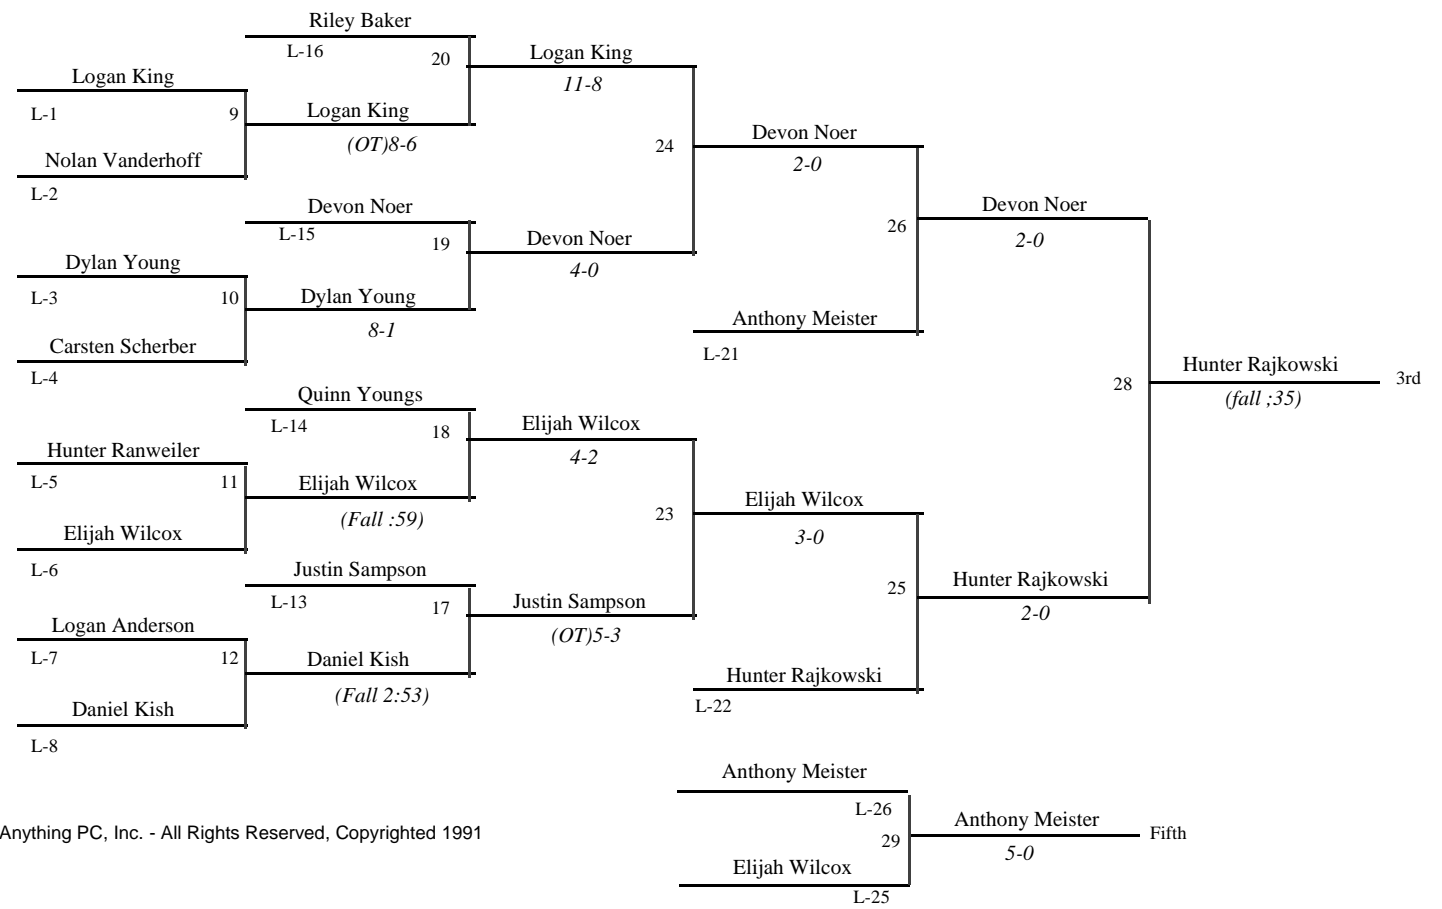 Riley Baker
L-16
20
Logan King
11-8
Logan King
L-1
9
Logan King
(OT)8-6
Nolan Vanderhoff
L-2
24
Devon Noer
2-0
Devon Noer
L-15
19
Devon Noer
4-0
Dylan Young
L-3
10
Dylan Young
8-1
Carsten Scherber
L-4
26
Devon Noer
2-0
Anthony Meister
L-21
Quinn Youngs
L-14
18
Elijah Wilcox
4-2
Hunter Ranweiler
L-5
11
Elijah Wilcox
(Fall :59)
Elijah Wilcox
L-6
23
Elijah Wilcox
3-0
Justin Sampson
L-13
17
Justin Sampson
(OT)5-3
Logan Anderson
L-7
12
Daniel Kish
(Fall 2:53)
Daniel Kish
L-8
25
Hunter Rajkowski
2-0
Hunter Rajkowski
L-22
28
Hunter Rajkowski
(fall ;35)
3rd
Anthony Meister
L-26
29
Anthony Meister
5-0
Fifth
Elijah Wilcox
L-25
Anything PC, Inc. - All Rights Reserved, Copyrighted 1991